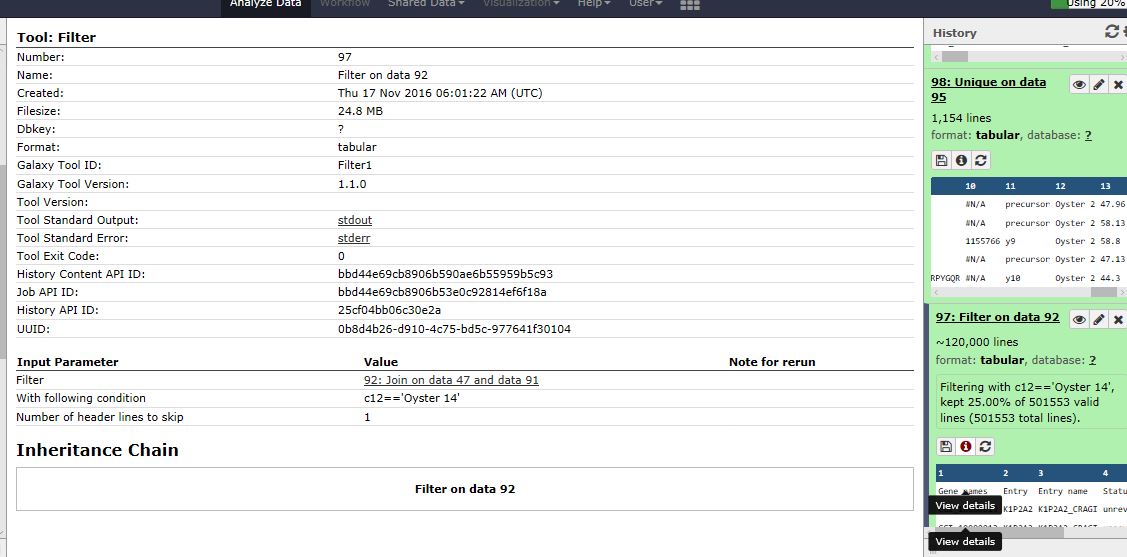 Analyze Data Workflow Shared Data Visualization Help User Using 20%
Tool: Filter
Number: 97
Name: Filter on data 92
Created: Thu 17 Nov 2016 06:01:22 AM (UTC)
Filesize: 24.8 MB
Dbkey: ?
Format: tabular
Galaxy Tool ID: Filter1
Galaxy Tool Version: 1.1.0
Tool Version:
Tool Standard Output: stdout
Tool Standard Error: stderr
Tool Exit Code: 0
History Content API ID: bbd44e69cb8906b590ae6b55959b5c93
Job API ID: bbd44e69cb8906b53e0c92814ef6f18a
History API ID: 25cf04bb06c30e2a
UUID: 0b8d4b26-d910-4c75-bd5c-977641f30104
Input Parameter Value Note for rerun
Filter 92: Join on data 47 and data 91
With following condition c12=='Oyster 14'
Number of header lines to skip 1
Inheritance Chain
Filter on data 92
History
98: Unique on data
95
1,154 lines
format: tabular, database: ?
10 11 12 13
#N/A precursor Oyster 2 47.96
#N/A precursor Oyster 2 58.13
1155766 y9 Oyster 2 58.8
#N/A precursor Oyster 2 47.13
RPYGQR #N/A y10 Oyster 2 44.3
97: Filter on data 92
~120,000 lines
format: tabular, database: ?
Filtering with c12=='Oyster 14',
kept 25.00% of 501553 valid
lines (501553 total lines).
1 2 3 4
Gene names Entry Entry name Statu
View details K1P2A2 K1P2A2_CRAGI unrev
View details